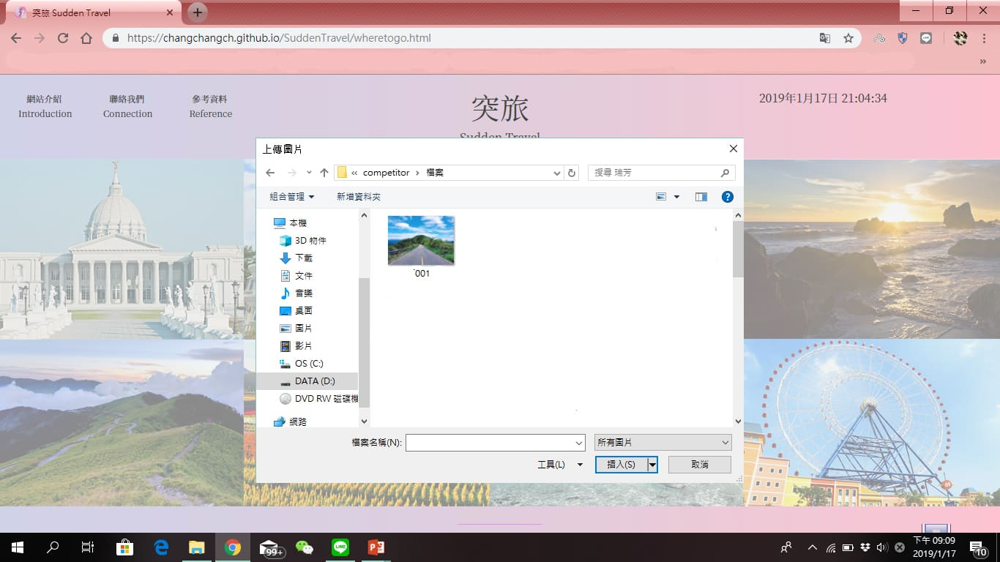 突旅 Sudden Travel
https://changchangch.github.io/SuddenTravel/wheretogo.html
網站介紹
Introduction
聯絡我們
Connection
參考資料
Reference
突旅
Sudden Travel
2019年1月17日 21:04:34
上傳圖片
competitor
檔案
搜尋 瑞芳
組合管理
新增資料夾
本機
3D 物件
下載
文件
音樂
桌面
圖片
影片
OS (C:)
DATA (D:)
DVD RW 磁碟機
網路
001
檔案名稱(N):
所有圖片
工具(L)
插入(S)
取消
99+
LINE
下午 09:09
2019/1/17
10